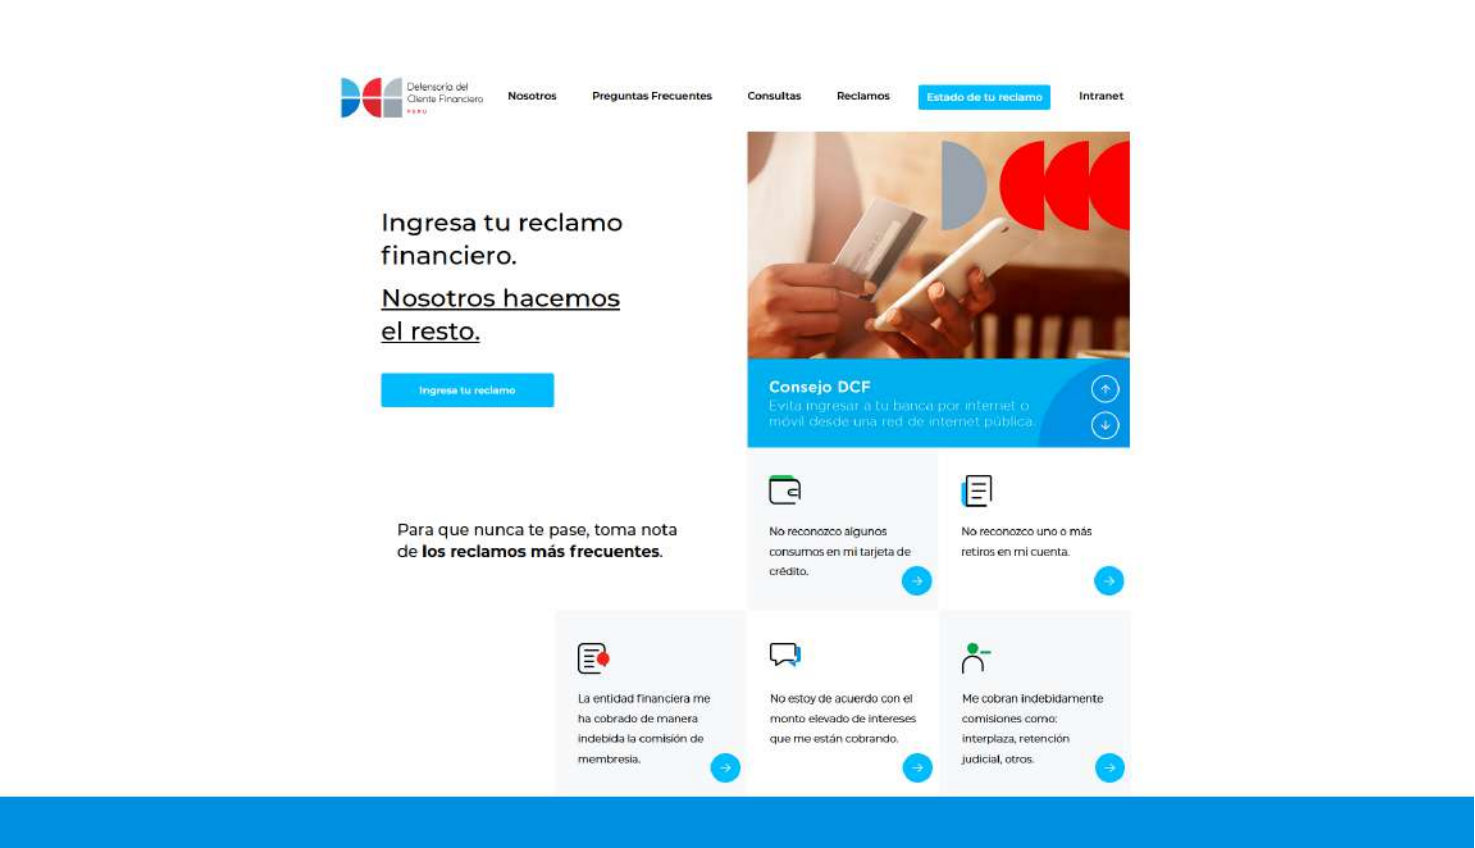 Defensoría del
Cliente Financiero
PERÚ
Nosotros
Preguntas Frecuentes
Consultas
Reclamos
Estado de tu reclamo
Intranet
Ingresa tu reclamo
financiero.
Nosotros hacemos
el resto.
Ingresa tu reclamo
Consejo DCF
Evita ingresar a tu banca por internet o
móvil desde una red de internet pública.
Para que nunca te pase, toma nota
de los reclamos más frecuentes.
No reconozco algunos
consumos en mi tarjeta de
crédito.
No reconozco uno o más
retiros en mi cuenta.
La entidad financiera me
ha cobrado de manera
indebida la comisión de
membresía.
No estoy de acuerdo con el
monto elevado de intereses
que me están cobrando.
Me cobran indebidamente
comisiones como:
interplaza, retención
judicial, otros.